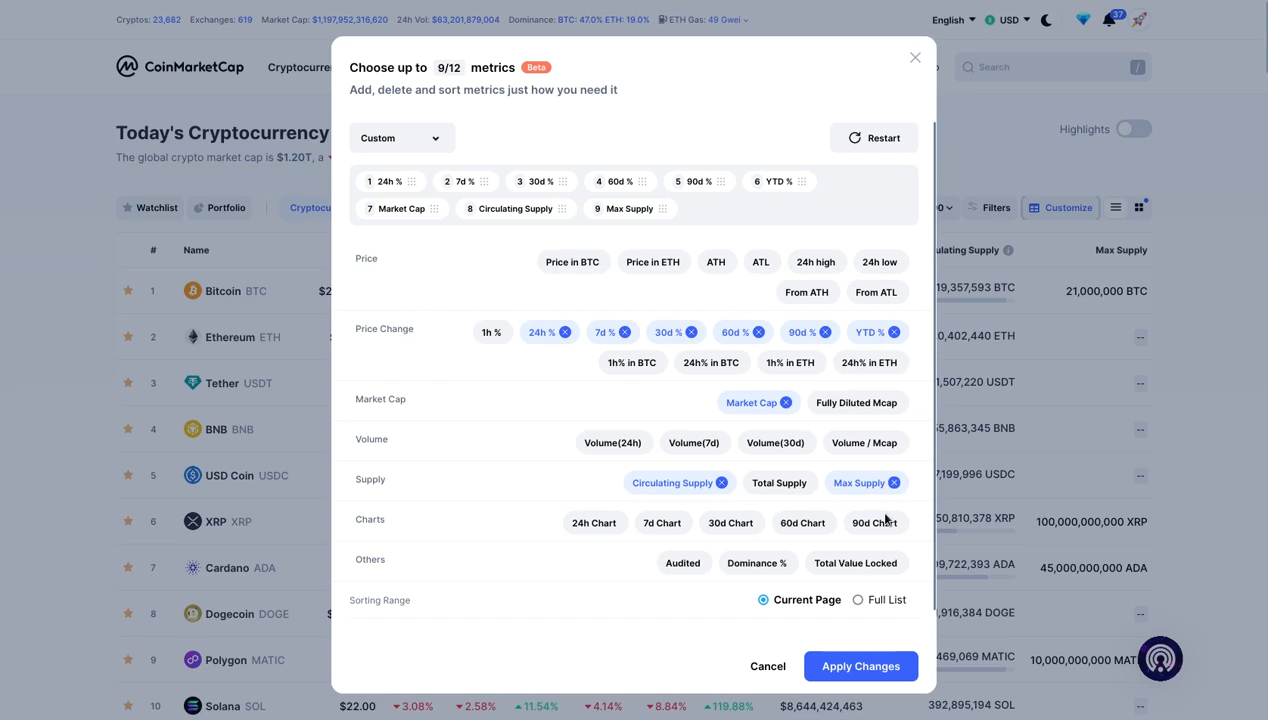 Cryptos: 23,682 Exchanges: 619 Market Cap: $1,197,952,316,620 24h Vol: $63,201,879,004 Dominance: BTC: 47.0% ETH: 19.0% ETH Gas: 49 Gwei English USD 37
CoinMarketCap Cryptocurre Search /
Choose up to 9/12 metrics Beta
Add, delete and sort metrics just how you need it
Today's Cryptocurrency Highlights
The global crypto market cap is $1.20T, a
Custom Restart
1 24h % 2 7d % 3 30d % 4 60d % 5 90d % 6 YTD %
7 Market Cap 8 Circulating Supply 9 Max Supply
Watchlist Portfolio Cryptocu Filters Customize
# Name ulating Supply Max Supply
Price Price in BTC Price in ETH ATH ATL 24h high 24h low
From ATH From ATL
1 Bitcoin BTC $2 19,357,593 BTC 21,000,000 BTC
Price Change 1h % 24h % 7d % 30d % 60d % 90d % YTD %
2 Ethereum ETH 0,402,440 ETH --
1h% in BTC 24h% in BTC 1h% in ETH 24h% in ETH
3 Tether USDT 1,507,220 USDT --
Market Cap Market Cap Fully Diluted Mcap
4 BNB BNB 5,863,345 BNB --
Volume Volume(24h) Volume(7d) Volume(30d) Volume / Mcap
5 USD Coin USDC 7,199,996 USDC --
Supply Circulating Supply Total Supply Max Supply
6 XRP XRP 50,810,378 XRP 100,000,000,000 XRP
Charts 24h Chart 7d Chart 30d Chart 60d Chart 90d Chart
7 Cardano ADA 9,722,393 ADA 45,000,000,000 ADA
Others Audited Dominance % Total Value Locked
Sorting Range Current Page Full List
8 Dogecoin DOGE $ ,916,384 DOGE --
9 Polygon MATIC 469,069 MATIC 10,000,000,000 MAT
Cancel Apply Changes
10 Solana SOL $22.00 3.08% 2.58% 11.54% 4.14% 8.84% 119.88% $8,644,424,463 392,895,194 SOL --